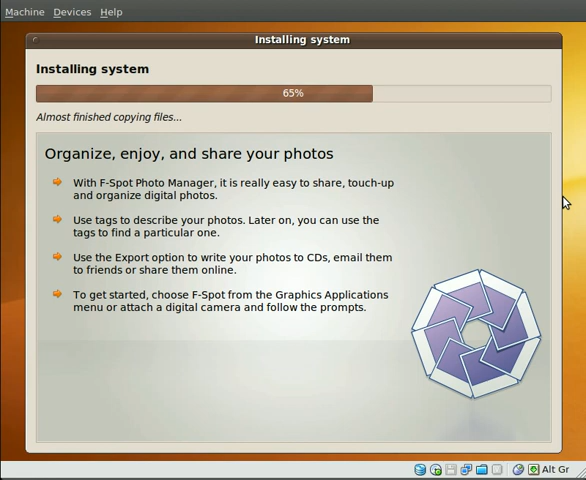 Machine Devices Help
Installing system
Installing system
65%
Almost finished copying files...
Organize, enjoy, and share your photos
With F-Spot Photo Manager, it is really easy to share, touch-up
and organize digital photos.
Use tags to describe your photos. Later on, you can use the
tags to find a particular one.
Use the Export option to write your photos to CDs, email them
to friends or share them online.
To get started, choose F-Spot from the Graphics Applications
menu or attach a digital camera and follow the prompts.
Alt Gr